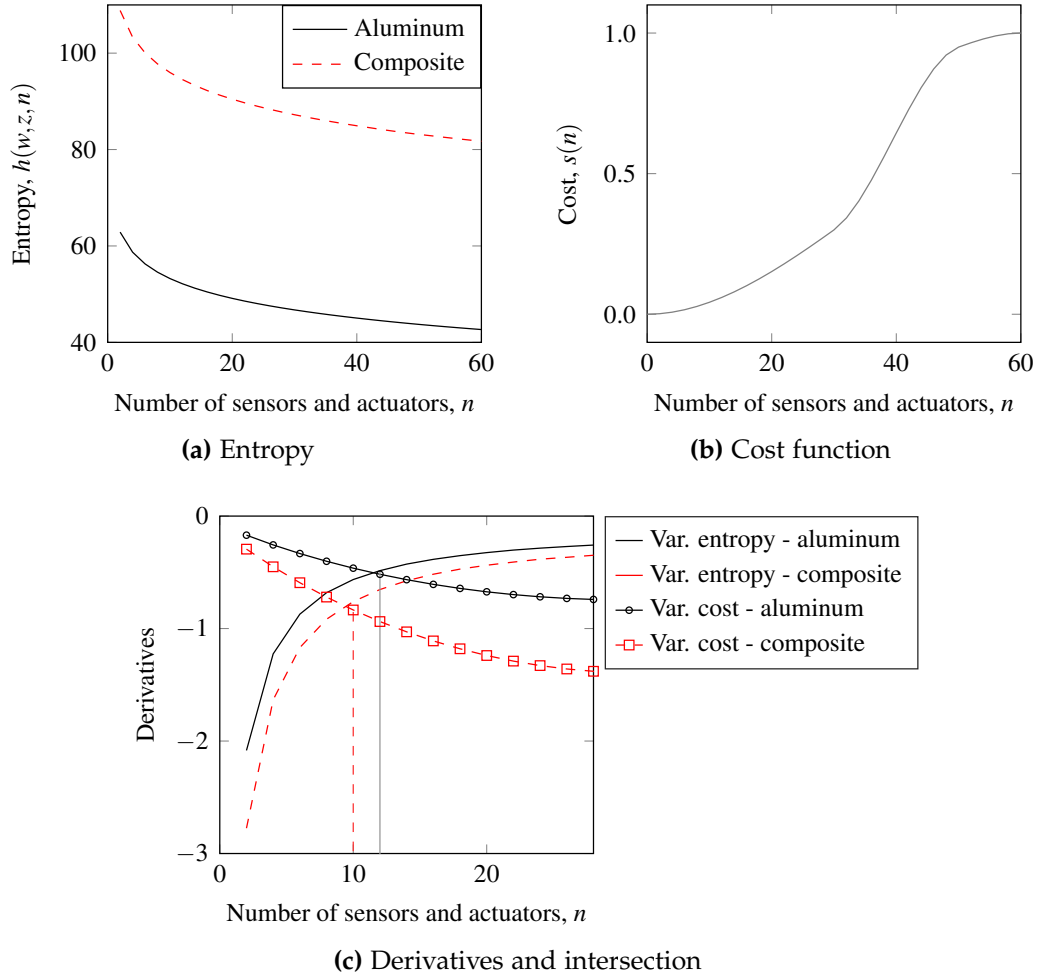 Aluminum
Composite
100
80
60
40
0
20
40
60
Entropy, h(w,z,n)
Number of sensors and actuators, n
(a) Entropy
1.0
0.5
0.0
0
20
40
60
Cost, s(n)
Number of sensors and actuators, n
(b) Cost function
0
−1
−2
−3
0
10
20
Derivatives
Number of sensors and actuators, n
Var. entropy - aluminum
Var. entropy - composite
Var. cost - aluminum
Var. cost - composite
(c) Derivatives and intersection